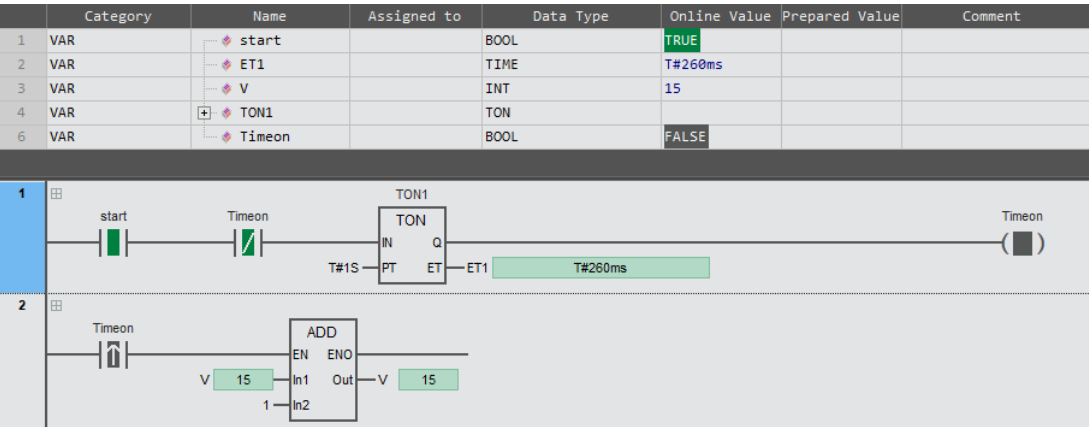 Category Name Assigned to Data Type Online Value Prepared Value Comment
1 VAR start BOOL TRUE
2 VAR ET1 TIME T#260ms
3 VAR V INT 15
4 VAR TON1 TON
6 VAR Timeon BOOL FALSE
1
TON1
start Timeon TON Timeon
IN Q
T#1S PT ET ET1 T#260ms
2
Timeon ADD
EN ENO
V 15 In1 Out V 15
1 In2